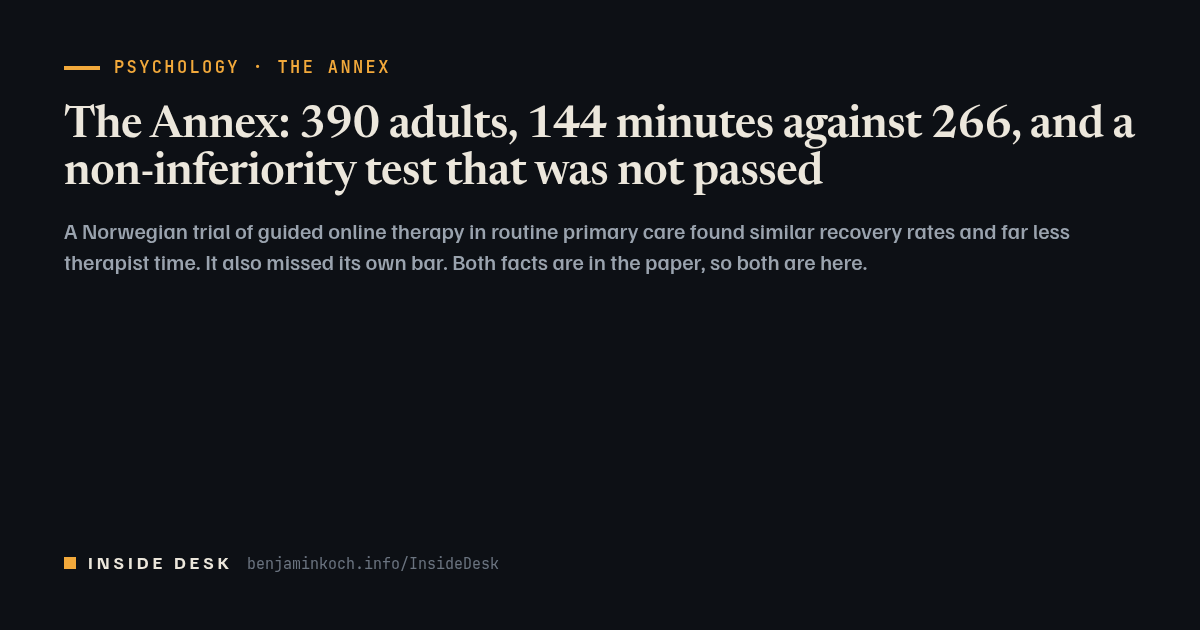 PSYCHOLOGY · THE ANNEX
The Annex: 390 adults, 144 minutes against 266, and a
non-inferiority test that was not passed
A Norwegian trial of guided online therapy in routine primary care found similar recovery rates and far less
therapist time. It also missed its own bar. Both facts are in the paper, so both are here.
INSIDE DESK benjaminkoch.info/InsideDesk